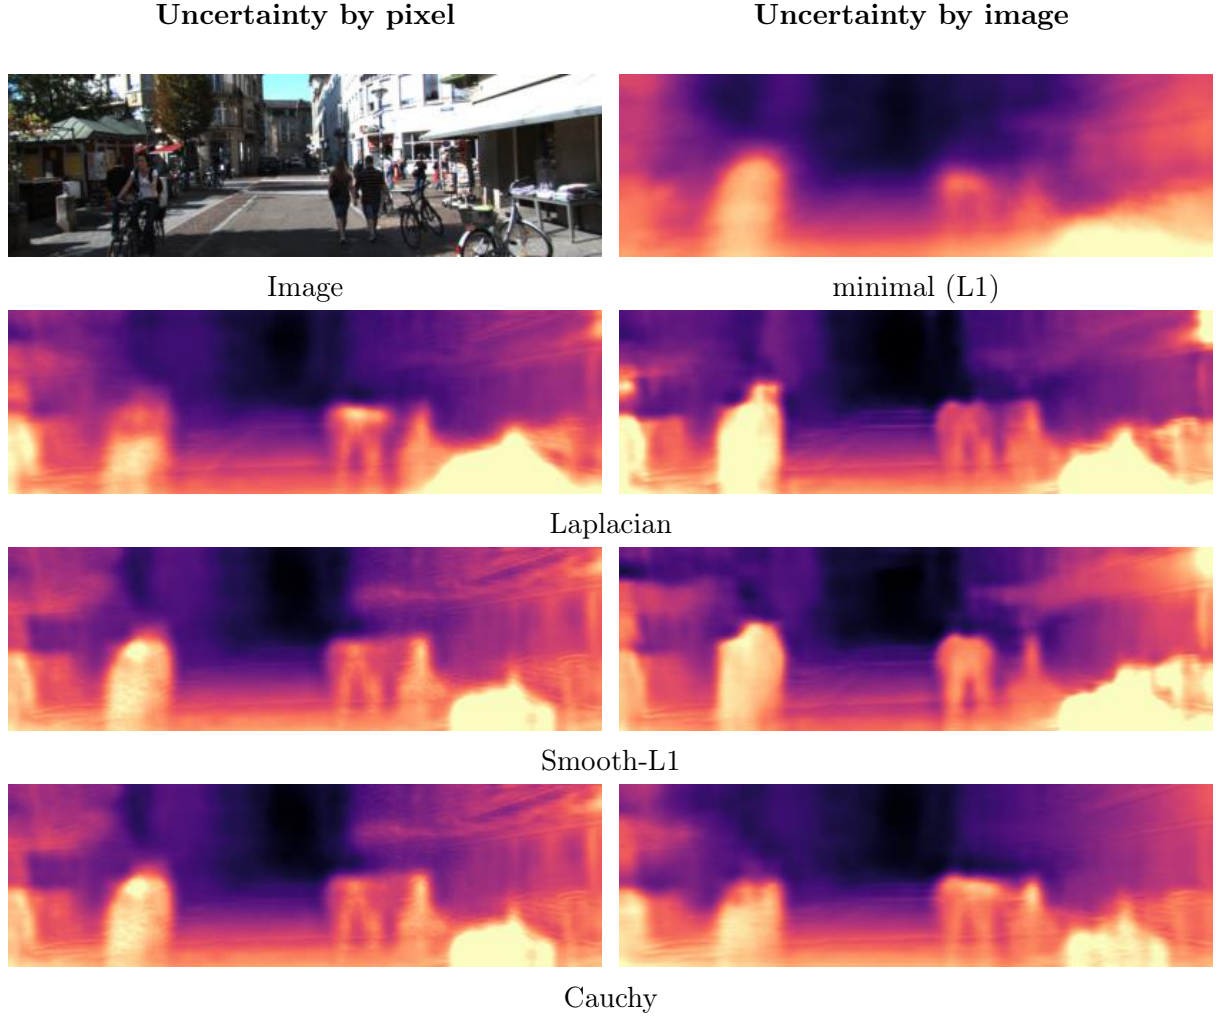 Uncertainty by pixel
Uncertainty by image
Image
minimal (L1)
Laplacian
Smooth-L1
Cauchy